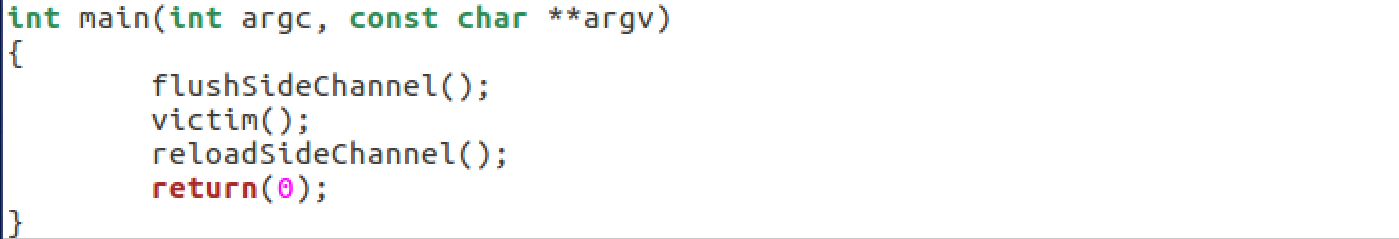 int main(int argc, const char **argv)
{
        flushSideChannel();
        victim();
        reloadSideChannel();
        return(0);
}